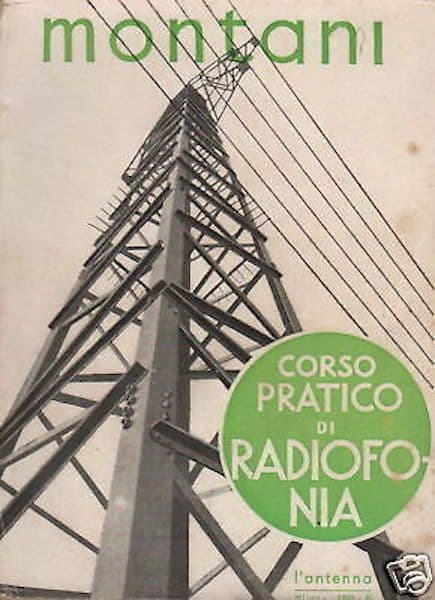 montani
CORSO
PRATICO
DI
RADIOFO-
NIA
l'antenna